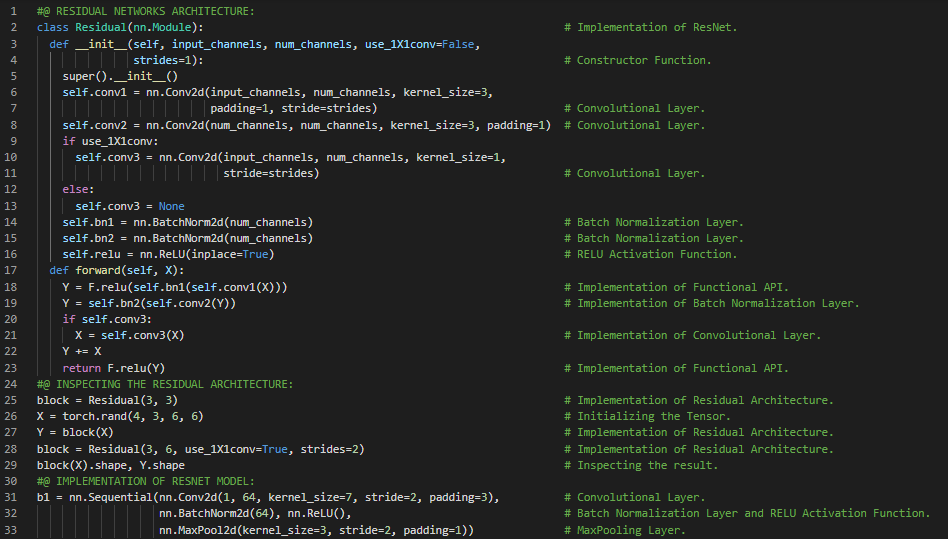 1 #@ RESIDUAL NETWORKS ARCHITECTURE:
2 class Residual(nn.Module): # Implementation of ResNet.
3 def __init__(self, input_channels, num_channels, use_1X1conv=False,
4 strides=1): # Constructor Function.
5 super().__init__()
6 self.conv1 = nn.Conv2d(input_channels, num_channels, kernel_size=3,
7 padding=1, stride=strides) # Convolutional Layer.
8 self.conv2 = nn.Conv2d(num_channels, num_channels, kernel_size=3, padding=1) # Convolutional Layer.
9 if use_1X1conv:
10 self.conv3 = nn.Conv2d(input_channels, num_channels, kernel_size=1,
11 stride=strides) # Convolutional Layer.
12 else:
13 self.conv3 = None
14 self.bn1 = nn.BatchNorm2d(num_channels) # Batch Normalization Layer.
15 self.bn2 = nn.BatchNorm2d(num_channels) # Batch Normalization Layer.
16 self.relu = nn.ReLU(inplace=True) # RELU Activation Function.
17 def forward(self, X):
18 Y = F.relu(self.bn1(self.conv1(X))) # Implementation of Functional API.
19 Y = self.bn2(self.conv2(Y)) # Implementation of Batch Normalization Layer.
20 if self.conv3:
21 X = self.conv3(X) # Implementation of Convolutional Layer.
22 Y += X
23 return F.relu(Y) # Implementation of Functional API.
24 #@ INSPECTING THE RESIDUAL ARCHITECTURE:
25 block = Residual(3, 3) # Implementation of Residual Architecture.
26 X = torch.rand(4, 3, 6, 6) # Initializing the Tensor.
27 Y = block(X) # Implementation of Residual Architecture.
28 block = Residual(3, 6, use_1X1conv=True, strides=2) # Implementation of Residual Architecture.
29 block(X).shape, Y.shape # Inspecting the result.
30 #@ IMPLEMENTATION OF RESNET MODEL:
31 b1 = nn.Sequential(nn.Conv2d(1, 64, kernel_size=7, stride=2, padding=3), # Convolutional Layer.
32 nn.BatchNorm2d(64), nn.ReLU(), # Batch Normalization Layer and RELU Activation Function.
33 nn.MaxPool2d(kernel_size=3, stride=2, padding=1)) # MaxPooling Layer.